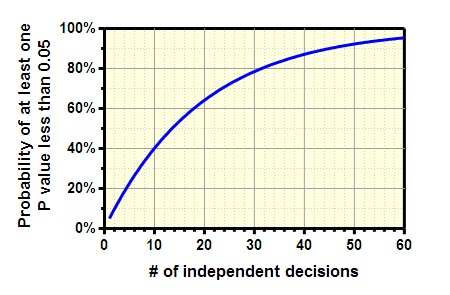 Probability of at least one
P value less than 0.05
100%
80%
60%
40%
20%
0%
0 10 20 30 40 50 60
# of independent decisions